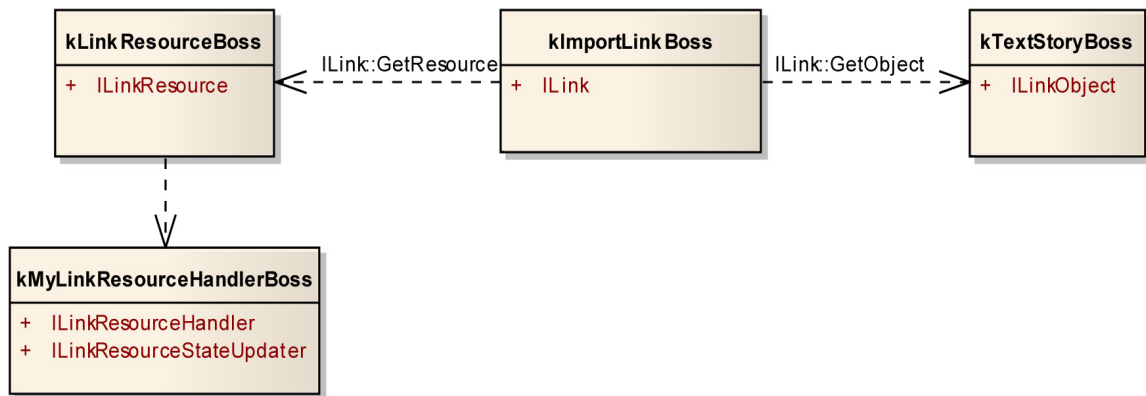 kLinkResourceBoss
+ ILinkResource
ILink::GetResource
kImportLinkBoss
+ ILink
ILink::GetObject
kTextStoryBoss
+ ILinkObject
kMyLinkResourceHandlerBoss
+ ILinkResourceHandler
+ ILinkResourceStateUpdater